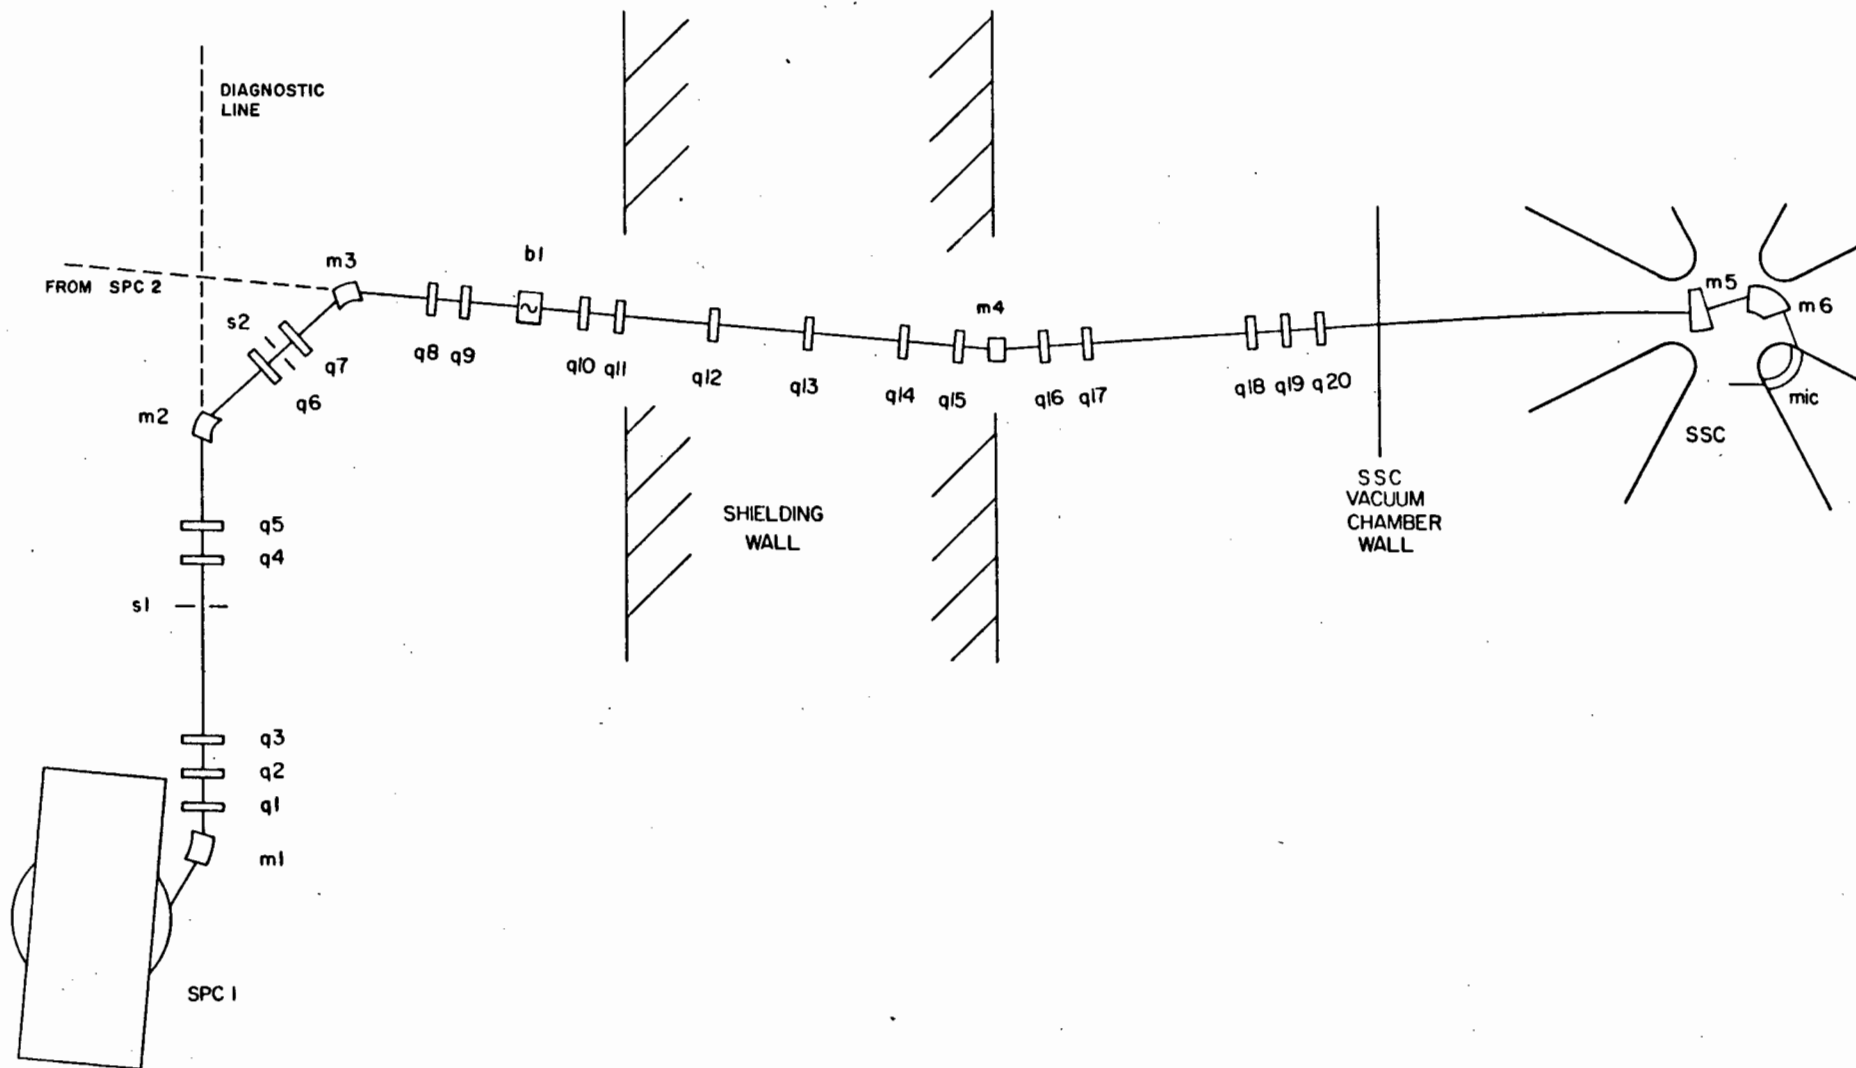 DIAGNOSTIC
LINE
FROM SPC 2
m3
b1
s2
q7
q6
m2
q8 q9
q10 q11
q12
q13
q14 q15
m4
q16 q17
q18 q19 q20
m5
m6
mic
SSC
SSC
VACUUM
CHAMBER
WALL
SHIELDING
WALL
q5
q4
s1
q3
q2
q1
m1
SPC 1